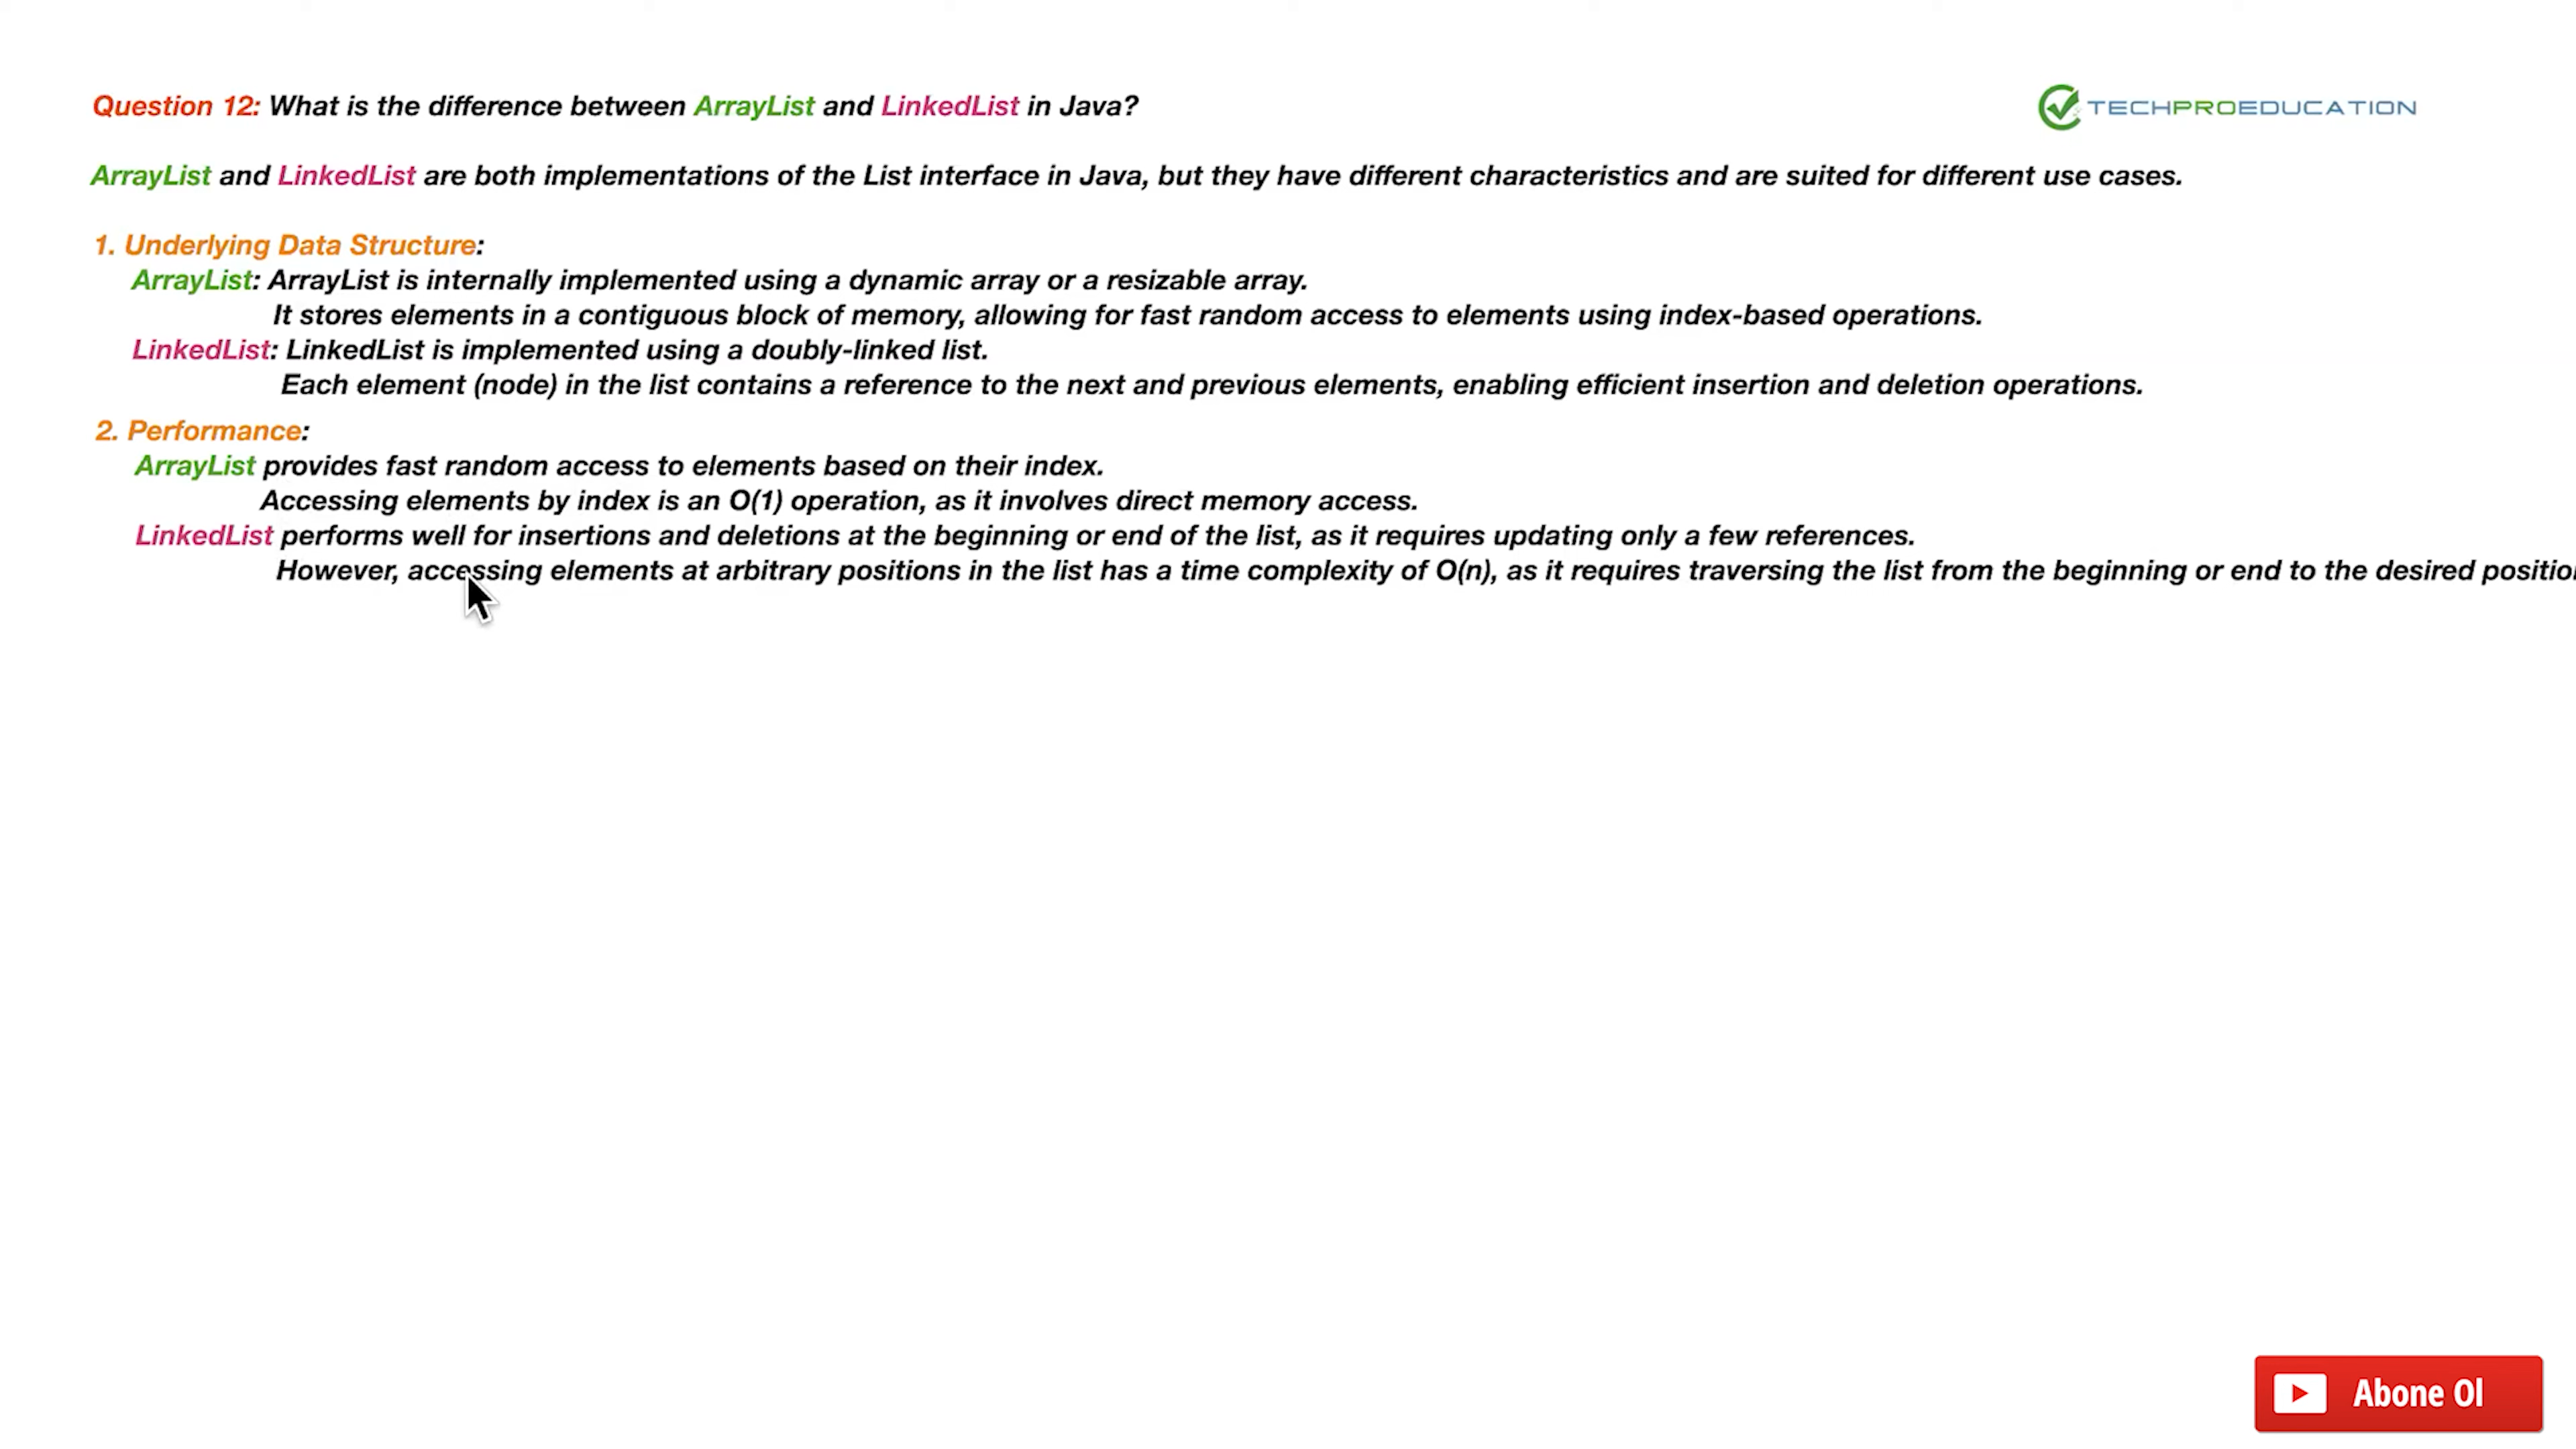 Question 12: What is the difference between ArrayList and LinkedList in Java?
TECHPROEDUCATION
ArrayList and LinkedList are both implementations of the List interface in Java, but they have different characteristics and are suited for different use cases.
1. Underlying Data Structure:
ArrayList: ArrayList is internally implemented using a dynamic array or a resizable array.
It stores elements in a contiguous block of memory, allowing for fast random access to elements using index-based operations.
LinkedList: LinkedList is implemented using a doubly-linked list.
Each element (node) in the list contains a reference to the next and previous elements, enabling efficient insertion and deletion operations.
2. Performance:
ArrayList provides fast random access to elements based on their index.
Accessing elements by index is an O(1) operation, as it involves direct memory access.
LinkedList performs well for insertions and deletions at the beginning or end of the list, as it requires updating only a few references.
However, accessing elements at arbitrary positions in the list has a time complexity of O(n), as it requires traversing the list from the beginning or end to the desired
Abone Ol